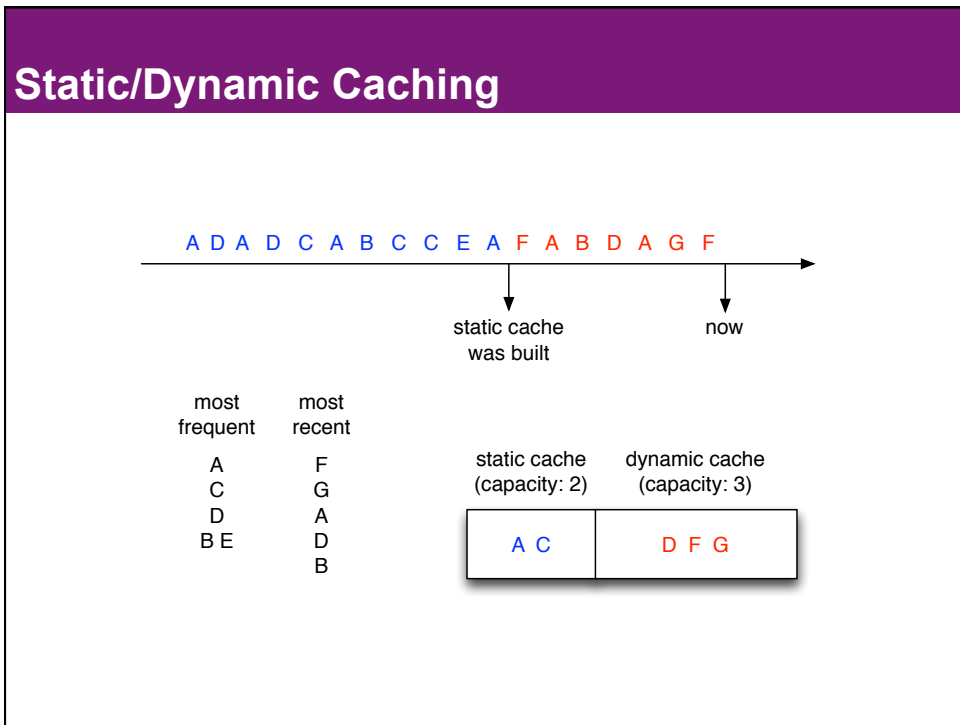 Static/Dynamic Caching
A D A D C A B C C E A F A B D A G F
static cache
was built
now
most
frequent
A
C
D
B E
most
recent
F
G
A
D
B
static cache
(capacity: 2)
dynamic cache
(capacity: 3)
A C
D F G